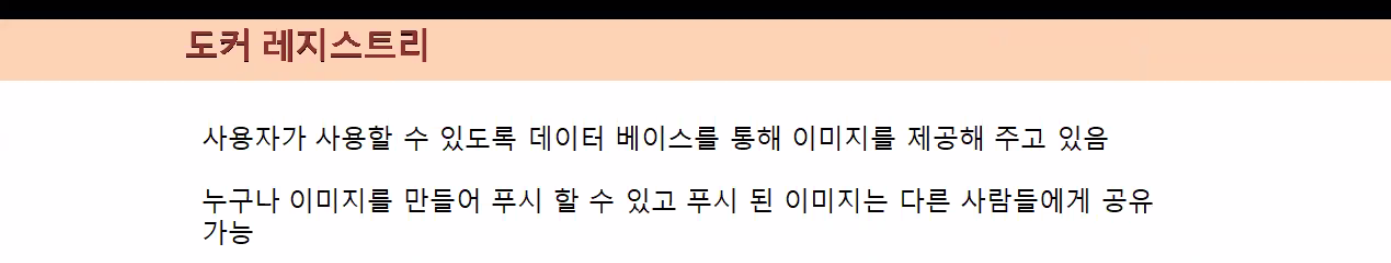 도커 레지스트리
사용자가 사용할 수 있도록 데이터 베이스를 통해 이미지를 제공해 주고 있음
누구나 이미지를 만들어 푸시 할 수 있고 푸시 된 이미지는 다른 사람들에게 공유
가능